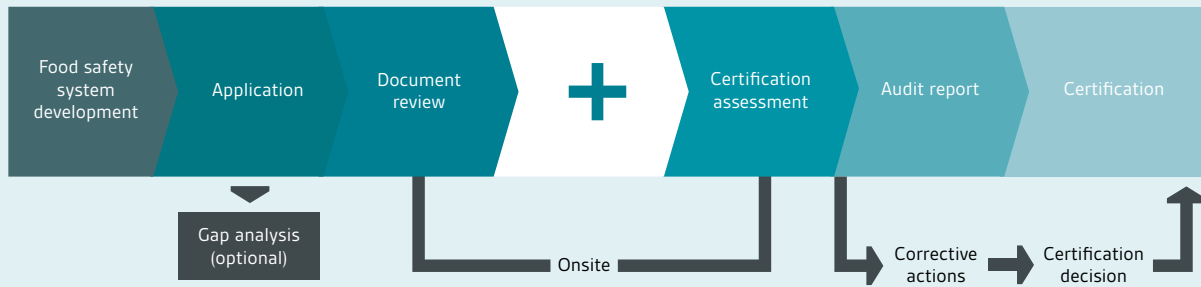 Food safety
system
development
Application
Document
review
+
Certification
assessment
Audit report
Certification
Gap analysis
(optional)
Onsite
Corrective
actions
Certification
decision